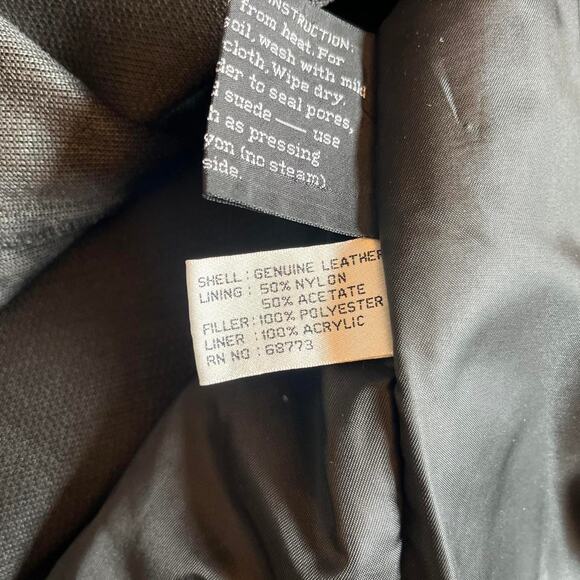 INSTRUCTION:
from heat. For
soil, wash with mild
cloth. Wipe dry.
to seal pores,
suede — use
as pressing
(no steam)
side.
SHELL: GENUINE LEATHER
LINING: 50% NYLON
50% ACETATE
FILLER: 100% POLYESTER
LINER: 100% ACRYLIC
RN NO: 68773